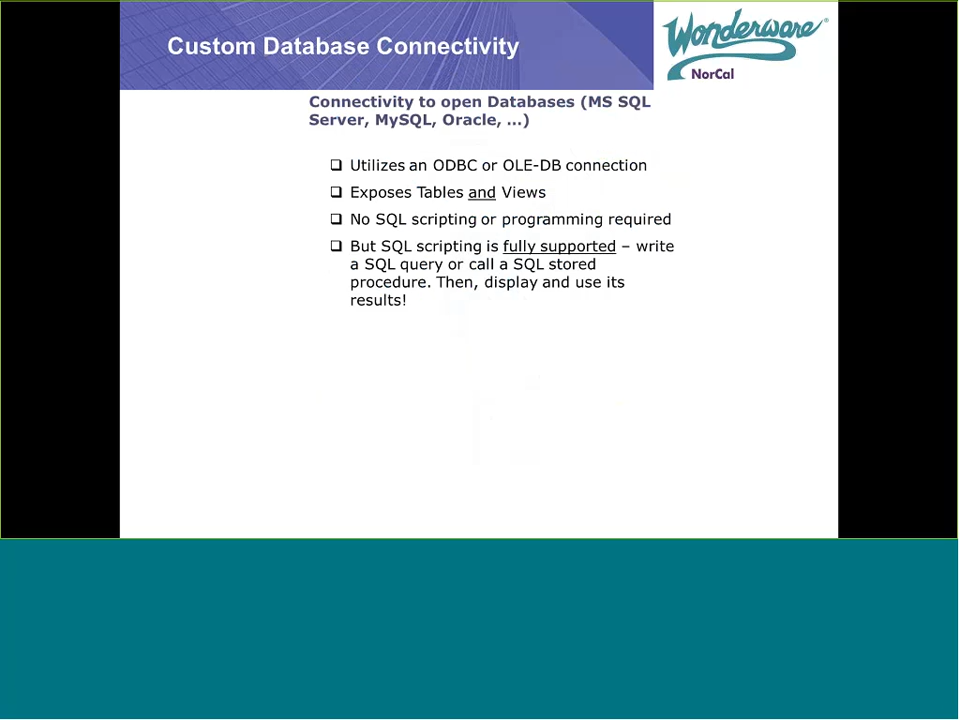 Custom Database Connectivity
Wonderware®
NorCal
Connectivity to open Databases (MS SQL
Server, MySQL, Oracle, ...)
❑ Utilizes an ODBC or OLE-DB connection
❑ Exposes Tables and Views
❑ No SQL scripting or programming required
❑ But SQL scripting is fully supported – write
a SQL query or call a SQL stored
procedure. Then, display and use its
results!